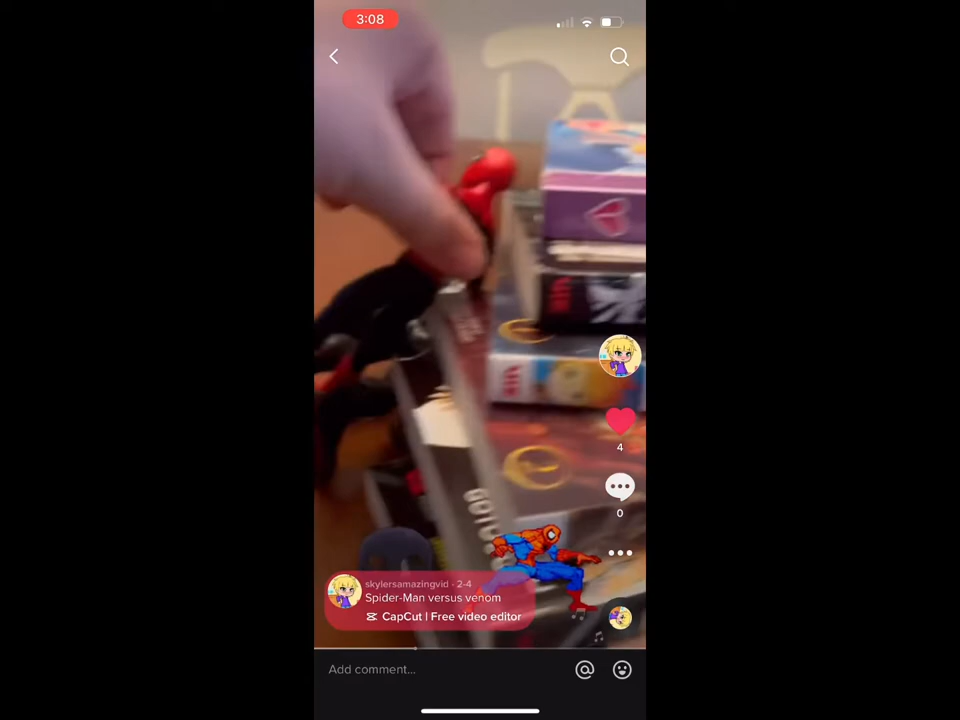 3:08
4
0
skylersamazingvid · 2-4
Spider-Man versus venom
CapCut | Free video editor
Add comment...